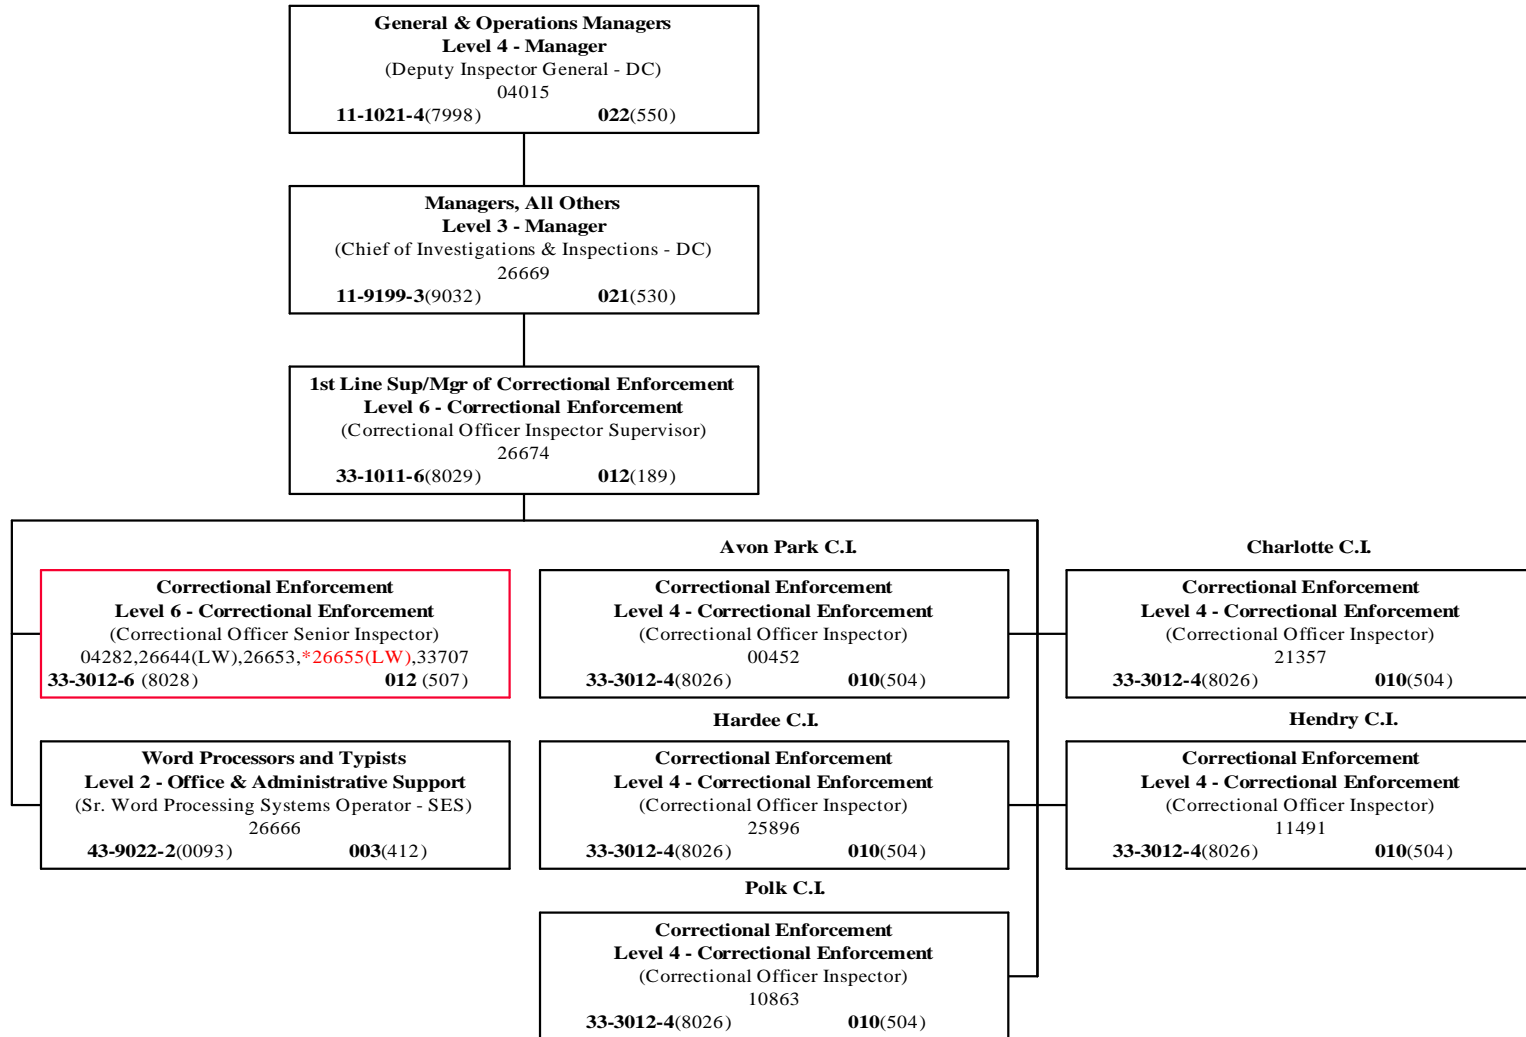 General & Operations Managers
Level 4 - Manager
(Deputy Inspector General - DC)
04015
11-1021-4(7998) 022(550)
Managers, All Others
Level 3 - Manager
(Chief of Investigations & Inspections - DC)
26669
11-9199-3(9032) 021(530)
1st Line Sup/Mgr of Correctional Enforcement
Level 6 - Correctional Enforcement
(Correctional Officer Inspector Supervisor)
26674
33-1011-6(8029) 012(189)
Correctional Enforcement
Level 6 - Correctional Enforcement
(Correctional Officer Senior Inspector)
04282,26644(LW),26653,*26655(LW),33707
33-3012-6 (8028) 012 (507)
Word Processors and Typists
Level 2 - Office & Administrative Support
(Sr. Word Processing Systems Operator - SES)
26666
43-9022-2(0093) 003(412)
Avon Park C.I.
Correctional Enforcement
Level 4 - Correctional Enforcement
(Correctional Officer Inspector)
00452
33-3012-4(8026) 010(504)
Hardee C.I.
Correctional Enforcement
Level 4 - Correctional Enforcement
(Correctional Officer Inspector)
25896
33-3012-4(8026) 010(504)
Polk C.I.
Correctional Enforcement
Level 4 - Correctional Enforcement
(Correctional Officer Inspector)
10863
33-3012-4(8026) 010(504)
Charlotte C.I.
Correctional Enforcement
Level 4 - Correctional Enforcement
(Correctional Officer Inspector)
21357
33-3012-4(8026) 010(504)
Hendry C.I.
Correctional Enforcement
Level 4 - Correctional Enforcement
(Correctional Officer Inspector)
11491
33-3012-4(8026) 010(504)